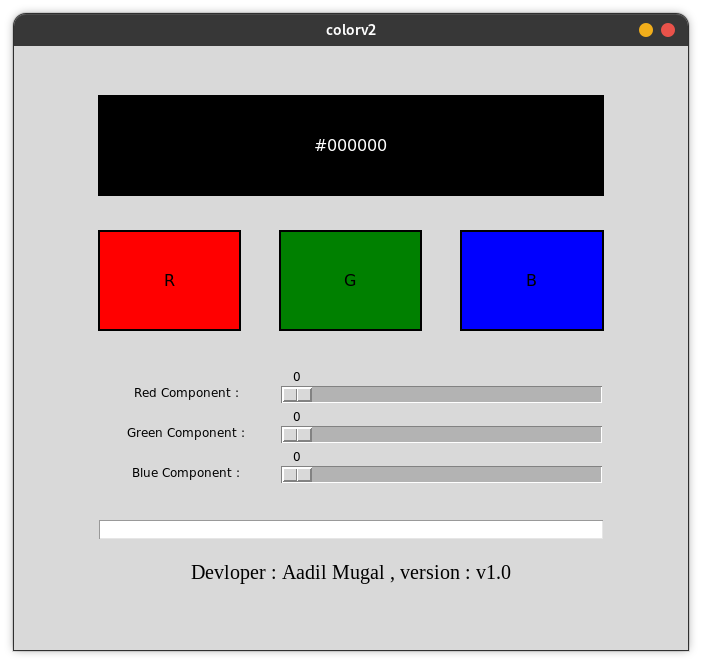 colorv2
#000000
R G B
0
Red Component :
0
Green Component :
0
Blue Component :
Devloper : Aadil Mugal , version : v1.0